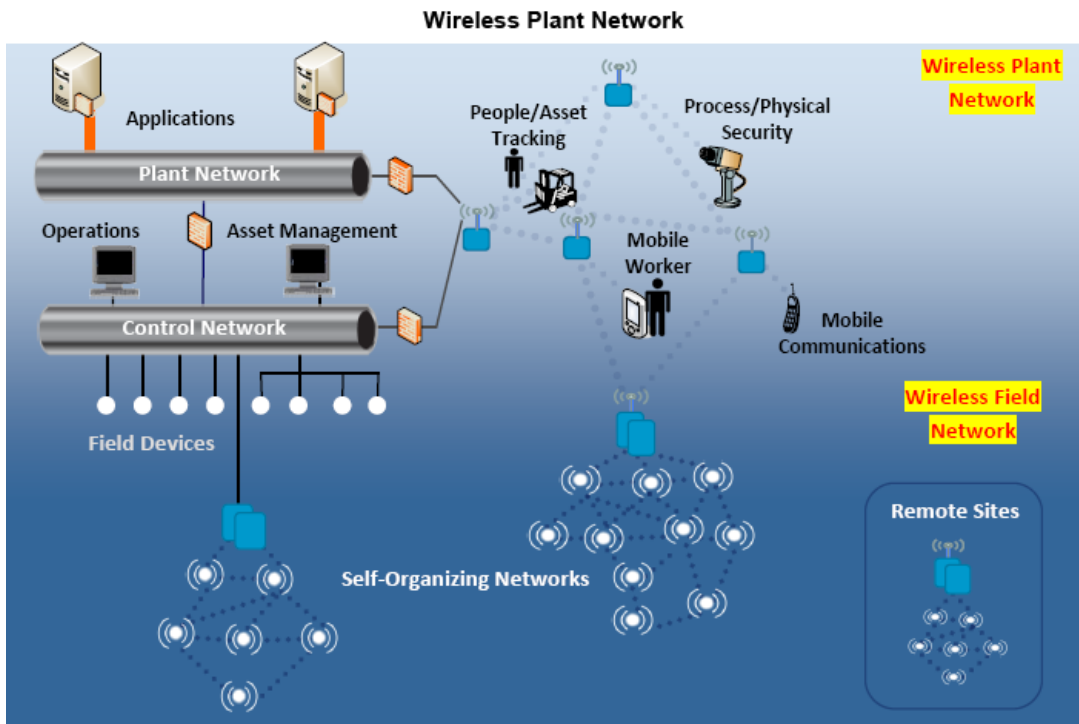 Wireless Plant Network
Wireless Plant
Network
Applications
People/Asset
Tracking
Process/Physical
Security
Plant Network
Operations
Asset Management
Mobile
Worker
Control Network
Mobile
Communications
Wireless Field
Network
Field Devices
Remote Sites
Self-Organizing Networks